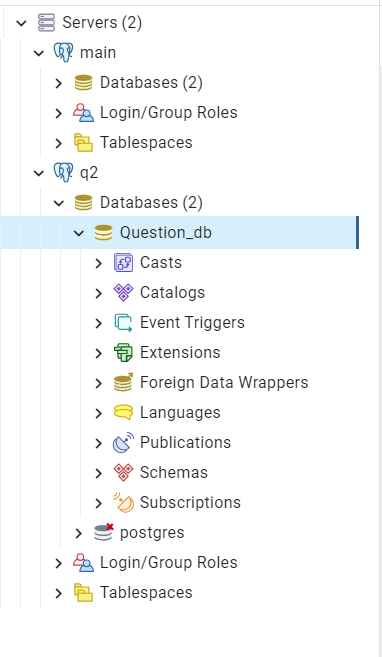 Servers (2)
main
Databases (2)
Login/Group Roles
Tablespaces
q2
Databases (2)
Question_db
Casts
Catalogs
Event Triggers
Extensions
Foreign Data Wrappers
Languages
Publications
Schemas
Subscriptions
postgres
Login/Group Roles
Tablespaces